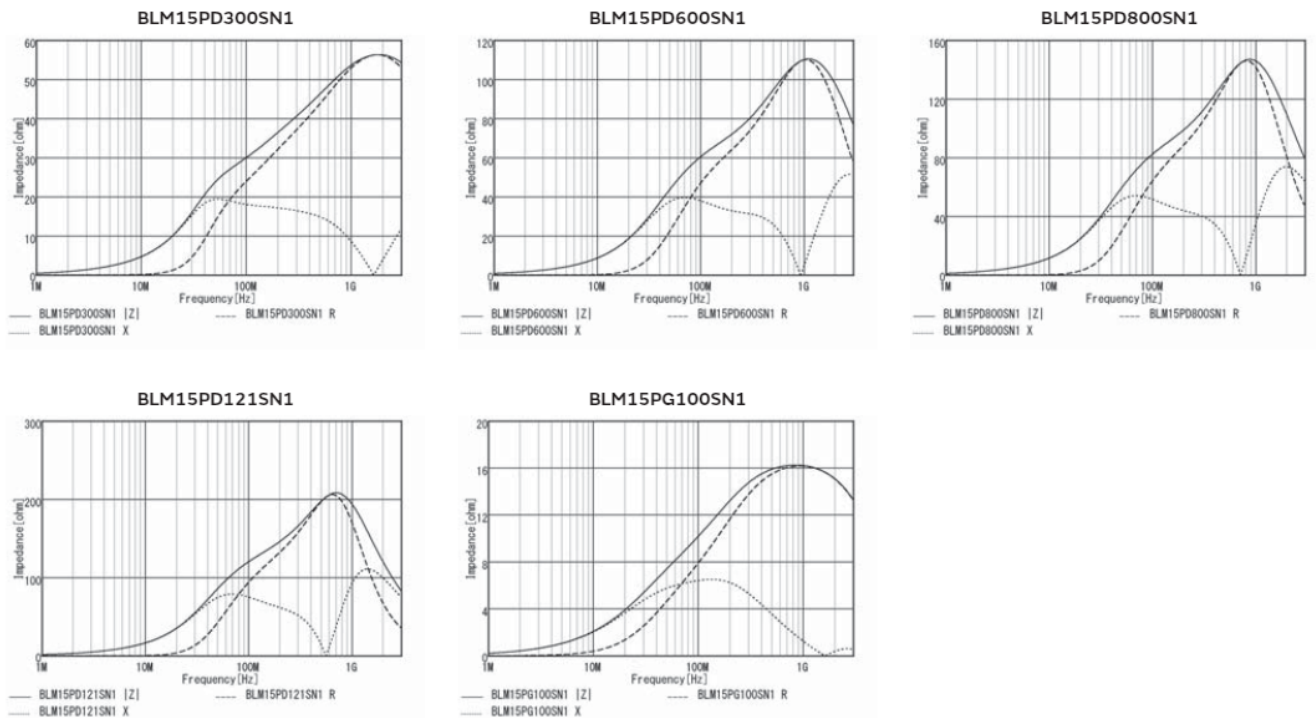 BLM15PD300SN1
60
50
40
30
20
10
0
Impedance[ohm]
1M 10M 100M 1G
Frequency[Hz]
BLM15PD300SN1 |Z| BLM15PD300SN1 R
BLM15PD300SN1 X
BLM15PD600SN1
120
100
80
60
40
20
0
Impedance[ohm]
1M 10M 100M 1G
Frequency[Hz]
BLM15PD600SN1 |Z| BLM15PD600SN1 R
BLM15PD600SN1 X
BLM15PD800SN1
160
120
80
40
0
Impedance[ohm]
1M 10M 100M 1G
Frequency[Hz]
BLM15PD800SN1 |Z| BLM15PD800SN1 R
BLM15PD800SN1 X
BLM15PD121SN1
300
200
100
0
Impedance[ohm]
1M 10M 100M 1G
Frequency[Hz]
BLM15PD121SN1 |Z| BLM15PD121SN1 R
BLM15PD121SN1 X
BLM15PG100SN1
20
16
12
8
4
0
Impedance[ohm]
1M 10M 100M 1G
Frequency[Hz]
BLM15PG100SN1 |Z| BLM15PG100SN1 R
BLM15PG100SN1 X